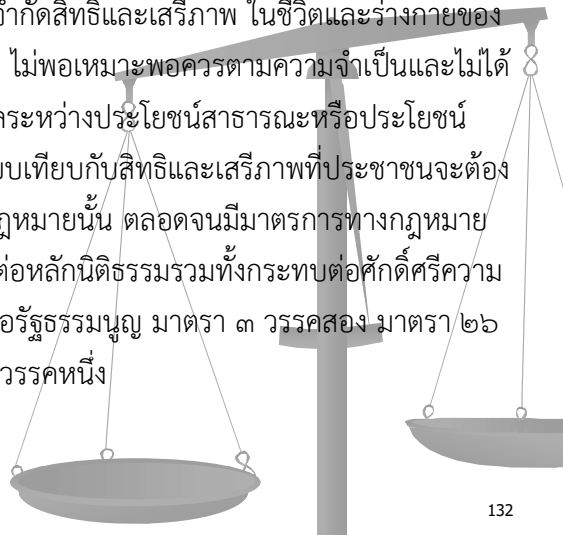 จำกัดสิทธิและเสรีภาพ ในชีวิตและร่างกายของ
ไม่พอเหมาะพอควรตามความจำเป็นและไม่ได้
ระหว่างประโยชน์สาธารณะหรือประโยชน์
เทียบกับสิทธิและเสรีภาพที่ประชาชนจะต้อง
กฎหมายนั้น ตลอดจนมีมาตรการทางกฎหมาย
ต่อหลักนิติธรรมรวมทั้งกระทบต่อศักดิ์ศรีความ
รัฐธรรมนูญ มาตรา ๓ วรรคสอง มาตรา ๒๖
วรรคหนึ่ง
132